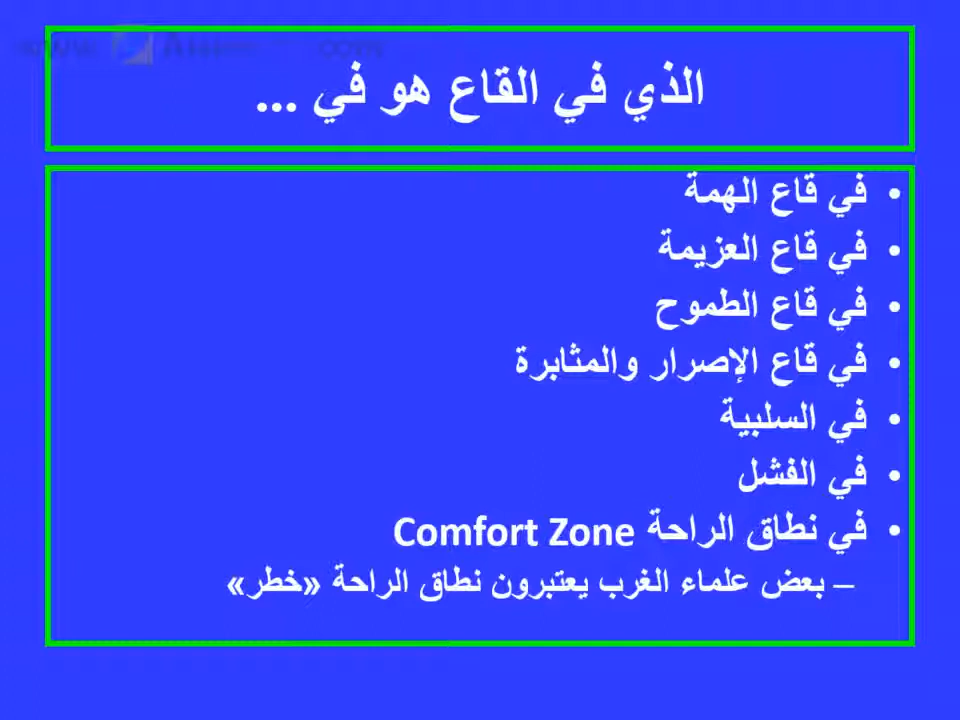 الذي في القاع هو في ...
• في قاع الهمة
• في قاع العزيمة
• في قاع الطموح
• في قاع الإصرار والمثابرة
• في السلبية
• في الفشل
• في نطاق الراحة Comfort Zone
– بعض علماء الغرب يعتبرون نطاق الراحة «خطر»